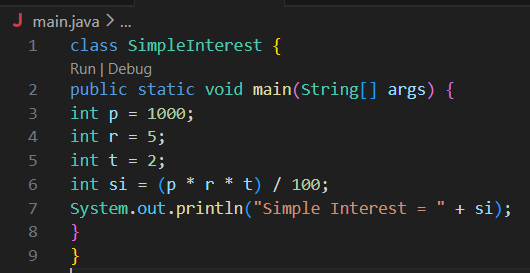 J main.java > ...
1 class SimpleInterest {
Run | Debug
2 public static void main(String[] args) {
3 int p = 1000;
4 int r = 5;
5 int t = 2;
6 int si = (p * r * t) / 100;
7 System.out.println("Simple Interest = " + si);
8 }
9 }